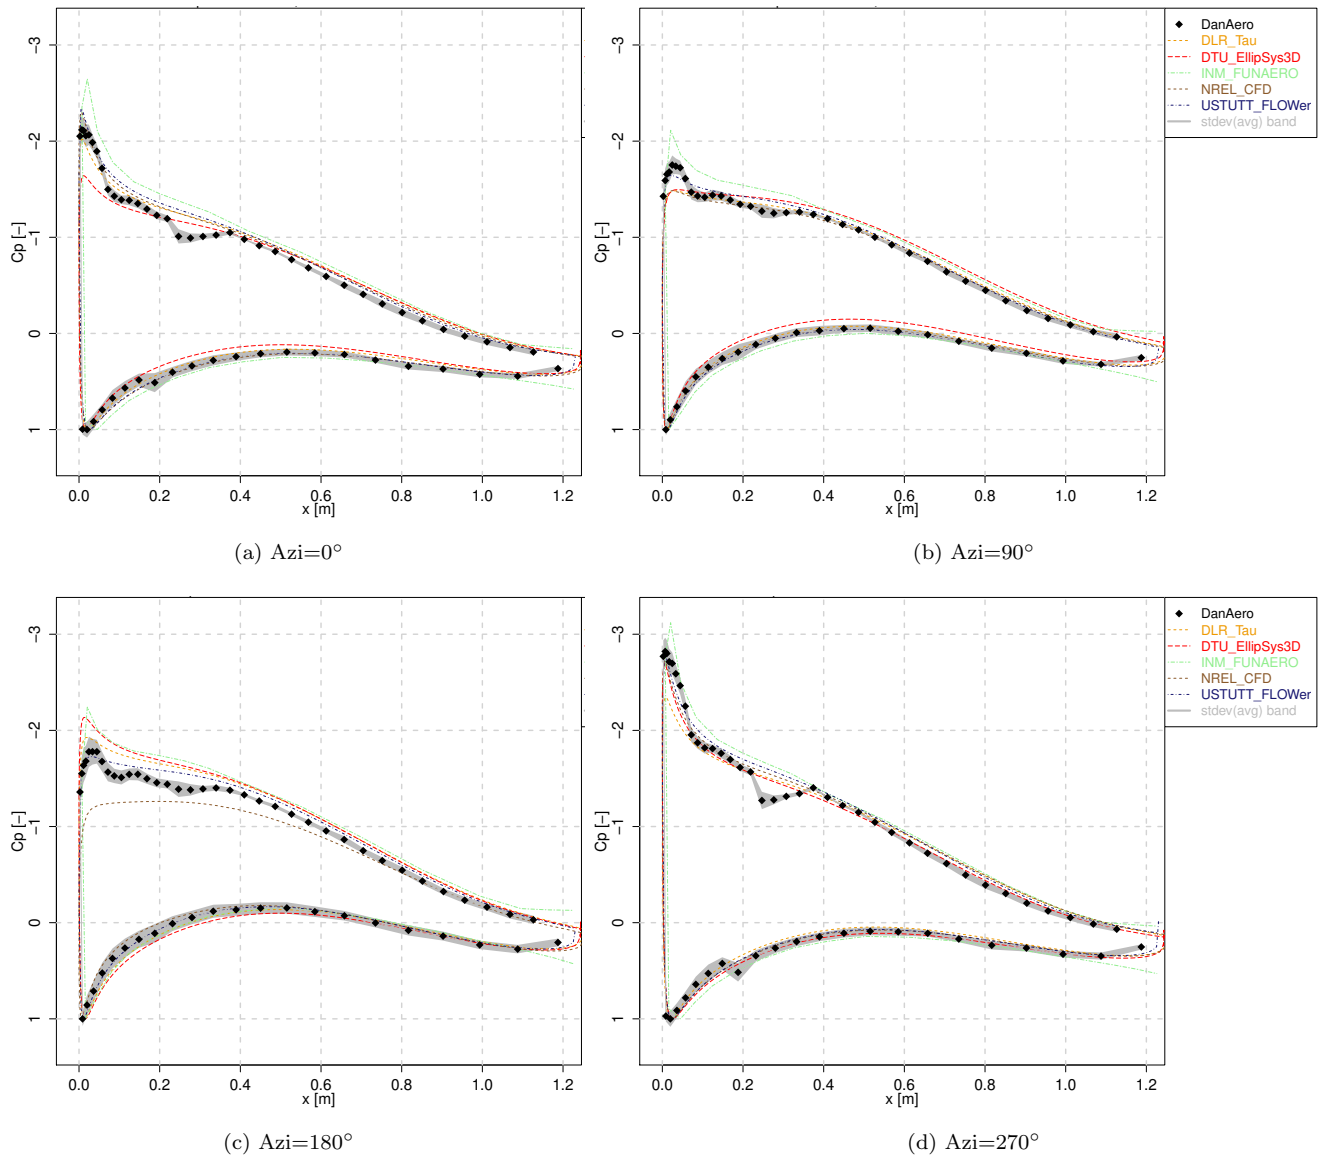 -3
-2
-1
0
1
Cp [−]
0.0 0.2 0.4 0.6 0.8 1.0 1.2
x [m]
(a) Azi=0°
-3
-2
-1
0
1
Cp [−]
0.0 0.2 0.4 0.6 0.8 1.0 1.2
x [m]
(b) Azi=90°
DanAero
DLR_Tau
DTU_EllipSys3D
INM_FUNAERO
NREL_CFD
USTUTT_FLOWer
stdev(avg) band
-3
-2
-1
0
1
Cp [−]
0.0 0.2 0.4 0.6 0.8 1.0 1.2
x [m]
(c) Azi=180°
-3
-2
-1
0
1
Cp [−]
0.0 0.2 0.4 0.6 0.8 1.0 1.2
x [m]
(d) Azi=270°
DanAero
DLR_Tau
DTU_EllipSys3D
INM_FUNAERO
NREL_CFD
USTUTT_FLOWer
stdev(avg) band